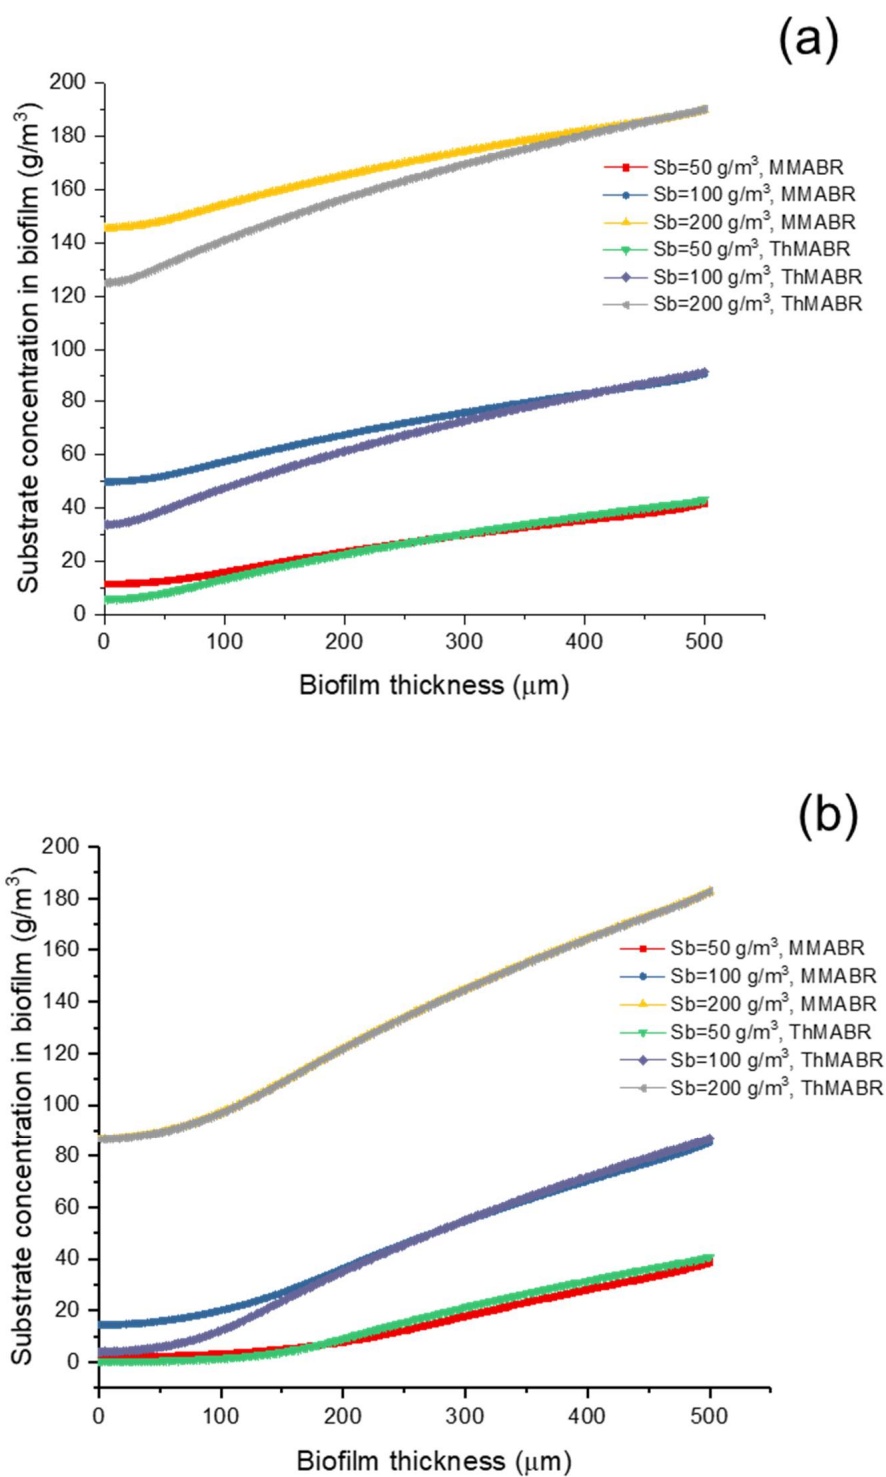 (a)
200
180
160
140
120
100
80
60
40
20
0
Substrate concentration in biofilm (g/m³)
Sb=50 g/m³, MMABR
Sb=100 g/m³, MMABR
Sb=200 g/m³, MMABR
Sb=50 g/m³, ThMABR
Sb=100 g/m³, ThMABR
Sb=200 g/m³, ThMABR
0 100 200 300 400 500
Biofilm thickness (μm)
(b)
200
180
160
140
120
100
80
60
40
20
0
Substrate concentration in biofilm (g/m³)
Sb=50 g/m³, MMABR
Sb=100 g/m³, MMABR
Sb=200 g/m³, MMABR
Sb=50 g/m³, ThMABR
Sb=100 g/m³, ThMABR
Sb=200 g/m³, ThMABR
0 100 200 300 400 500
Biofilm thickness (μm)